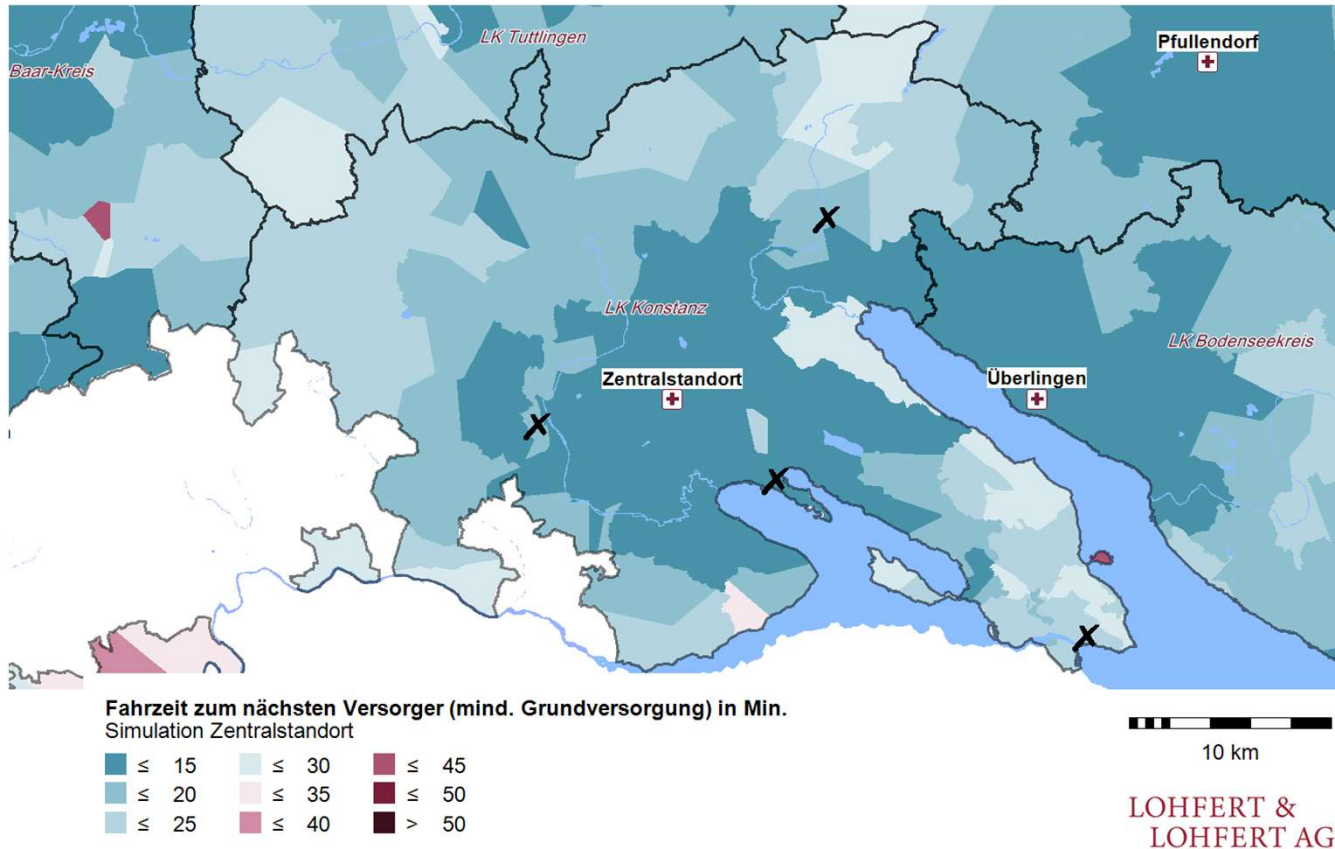 LK Tuttlingen
Pfullendorf
Baar-Kreis
LK Konstanz
LK Bodenseekreis
Zentralstandort
Überlingen
Fahrzeit zum nächsten Versorger (mind. Grundversorgung) in Min.
Simulation Zentralstandort
≤ 15 ≤ 30 ≤ 45
≤ 20 ≤ 35 ≤ 50
≤ 25 ≤ 40 > 50
10 km
LOHFERT &
LOHFERT AG